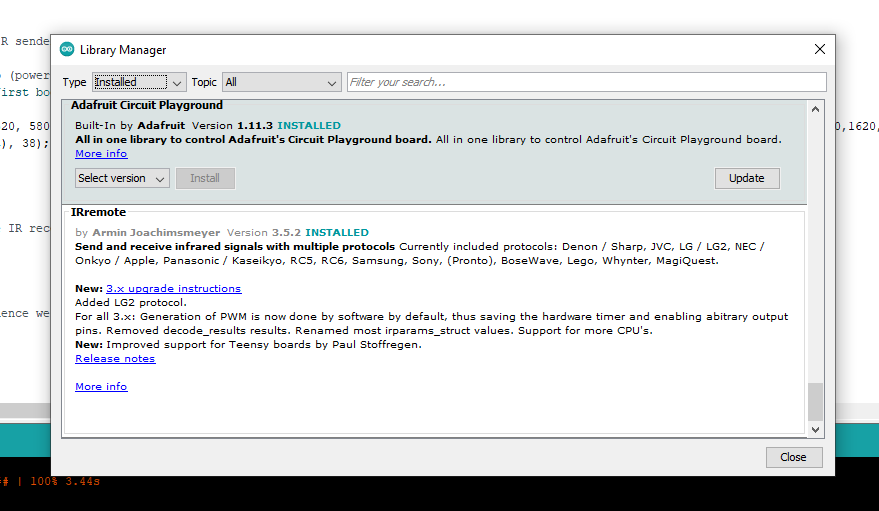 R sende
Library Manager
Type Installed Topic All Filter your search...
(power
irst bo
Adafruit Circuit Playground
20, 580
Built-In by Adafruit Version 1.11.3 INSTALLED
0,1620,
), 38);
All in one library to control Adafruit's Circuit Playground board. All in one library to control Adafruit's Circuit Playground board.
More info
Select version Install Update
IRremote
IR rec
by Armin Joachimsmeyer Version 3.5.2 INSTALLED
Send and receive infrared signals with multiple protocols Currently included protocols: Denon / Sharp, JVC, LG / LG2, NEC /
Onkyo / Apple, Panasonic / Kaseikyo, RC5, RC6, Samsung, Sony, (Pronto), BoseWave, Lego, Whynter, MagiQuest.
New: 3.x upgrade instructions
Added LG2 protocol.
ence we
For all 3.x: Generation of PWM is now done by software by default, thus saving the hardware timer and enabling abitrary output
pins. Removed decode_results results. Renamed most irparams_struct values. Support for more CPU's.
New: Improved support for Teensy boards by Paul Stoffregen.
Release notes
More info
Close
# | 100% 3.44s